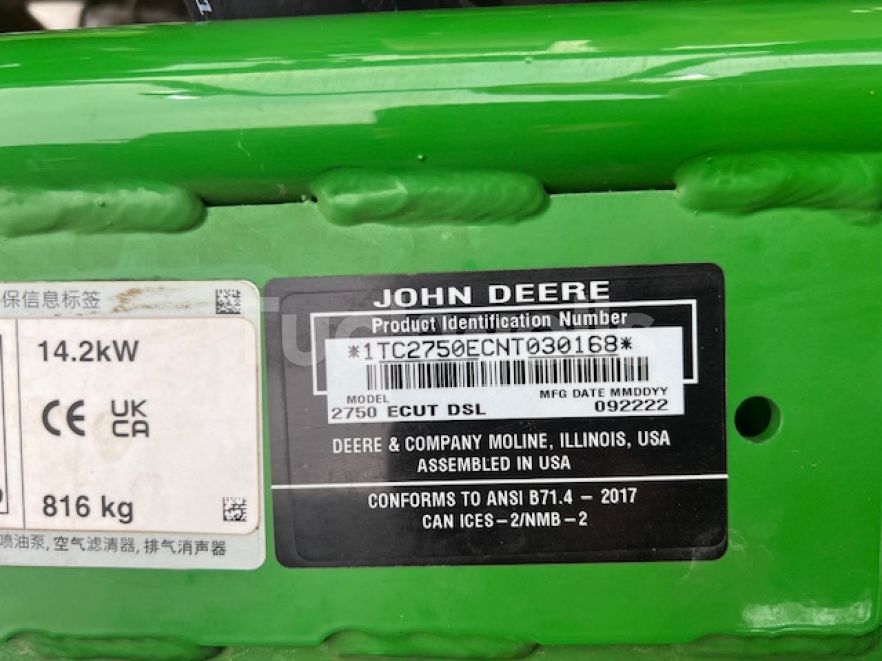 保信息标签
14.2kW
CE UK CA
816 kg
喷油泵, 空气滤清器, 排气消声器
JOHN DEERE
Product Identification Number
*1TC2750ECNT030168*
MODEL MFG DATE MMDDYY
2750 ECUT DSL 092222
DEERE & COMPANY MOLINE, ILLINOIS, USA
ASSEMBLED IN USA
CONFORMS TO ANSI B71.4 - 2017
CAN ICES-2/NMB-2